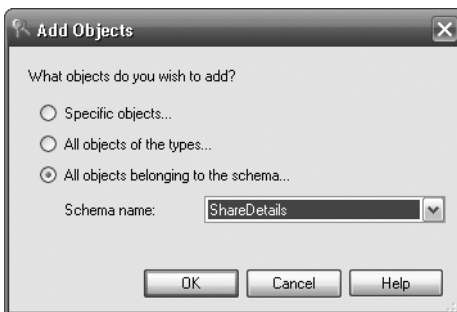 Add Objects
What objects do you wish to add?
Specific objects...
All objects of the types...
All objects belonging to the schema...
Schema name: ShareDetails
OK Cancel Help